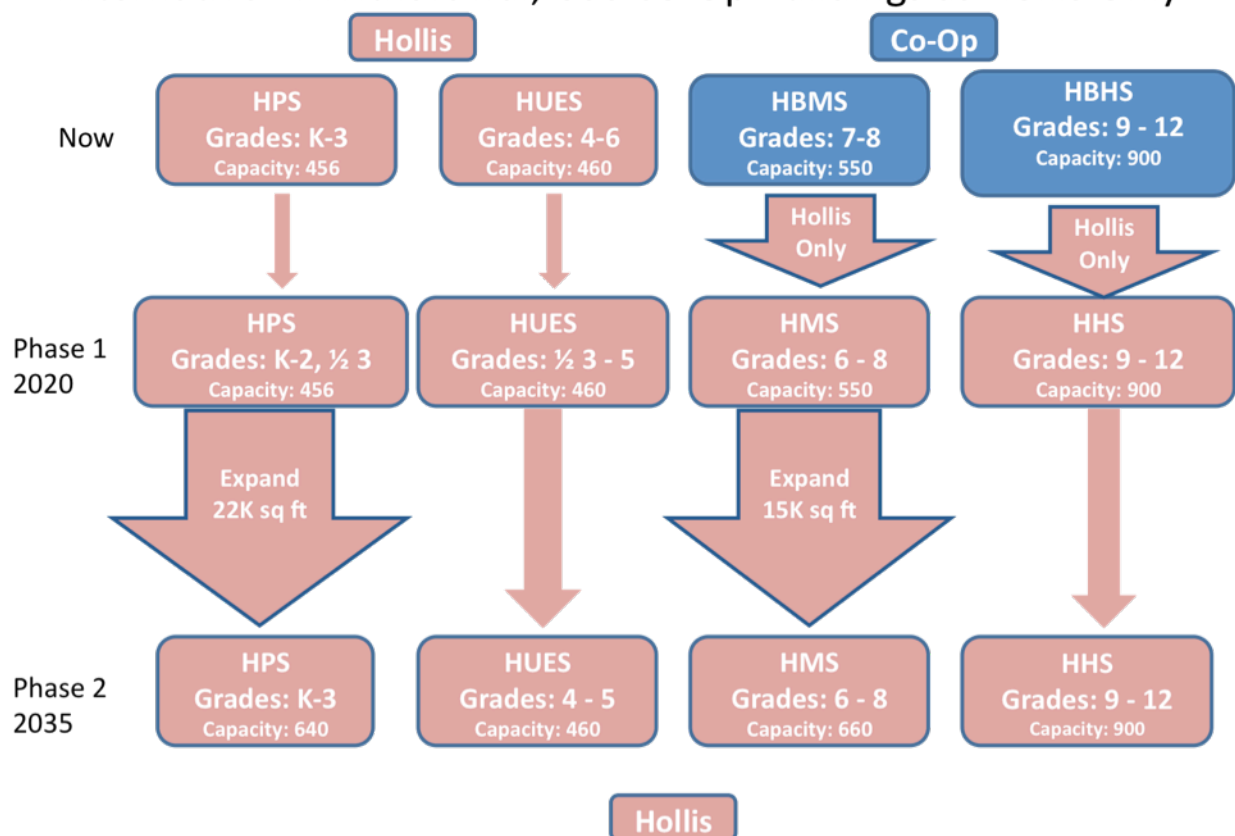 Hollis
Co-Op
Now
HPS
Grades: K-3
Capacity: 456
HUES
Grades: 4-6
Capacity: 460
HBMS
Grades: 7-8
Capacity: 550
HBHS
Grades: 9 - 12
Capacity: 900
Hollis
Only
Hollis
Only
Phase 1
2020
HPS
Grades: K-2, ½ 3
Capacity: 456
HUES
Grades: ½ 3 - 5
Capacity: 460
HMS
Grades: 6 - 8
Capacity: 550
HHS
Grades: 9 - 12
Capacity: 900
Expand
22K sq ft
Expand
15K sq ft
Phase 2
2035
HPS
Grades: K-3
Capacity: 640
HUES
Grades: 4 - 5
Capacity: 460
HMS
Grades: 6 - 8
Capacity: 660
HHS
Grades: 9 - 12
Capacity: 900
Hollis